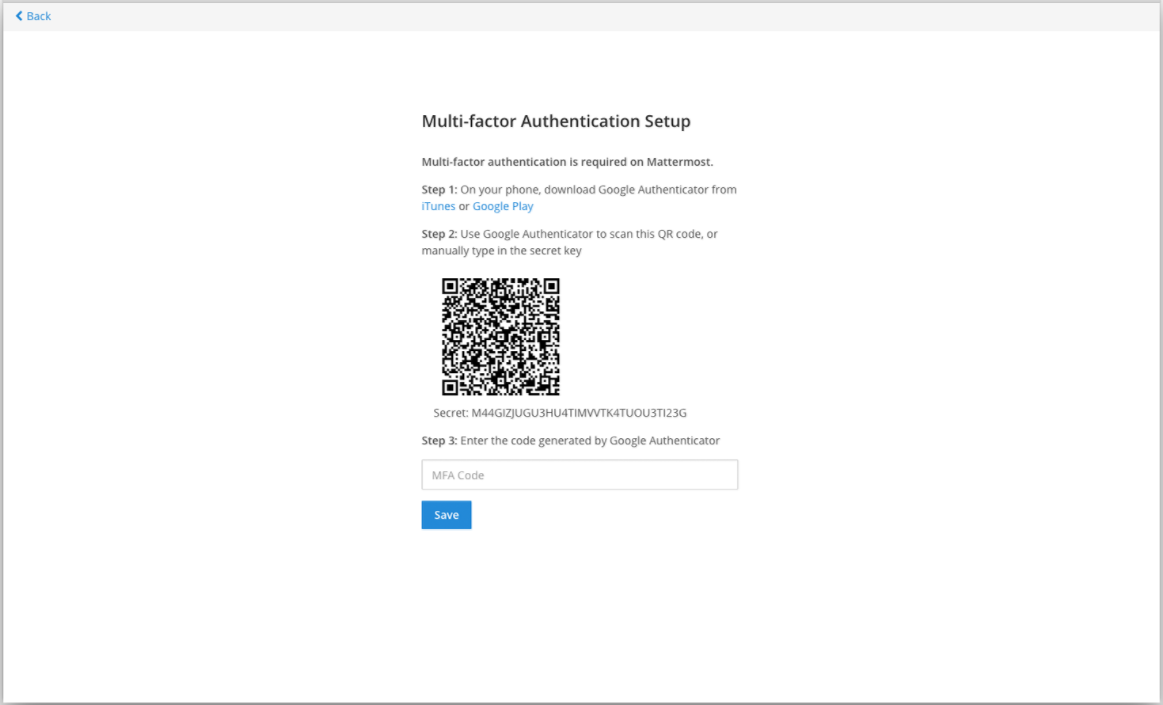 Back
Multi-factor Authentication Setup
Multi-factor authentication is required on Mattermost.
Step 1: On your phone, download Google Authenticator from
iTunes or Google Play
Step 2: Use Google Authenticator to scan this QR code, or
manually type in the secret key
Secret: M44GIZJUGU3HU4TIMVVTK4TUOU3TI23G
Step 3: Enter the code generated by Google Authenticator
MFA Code
Save